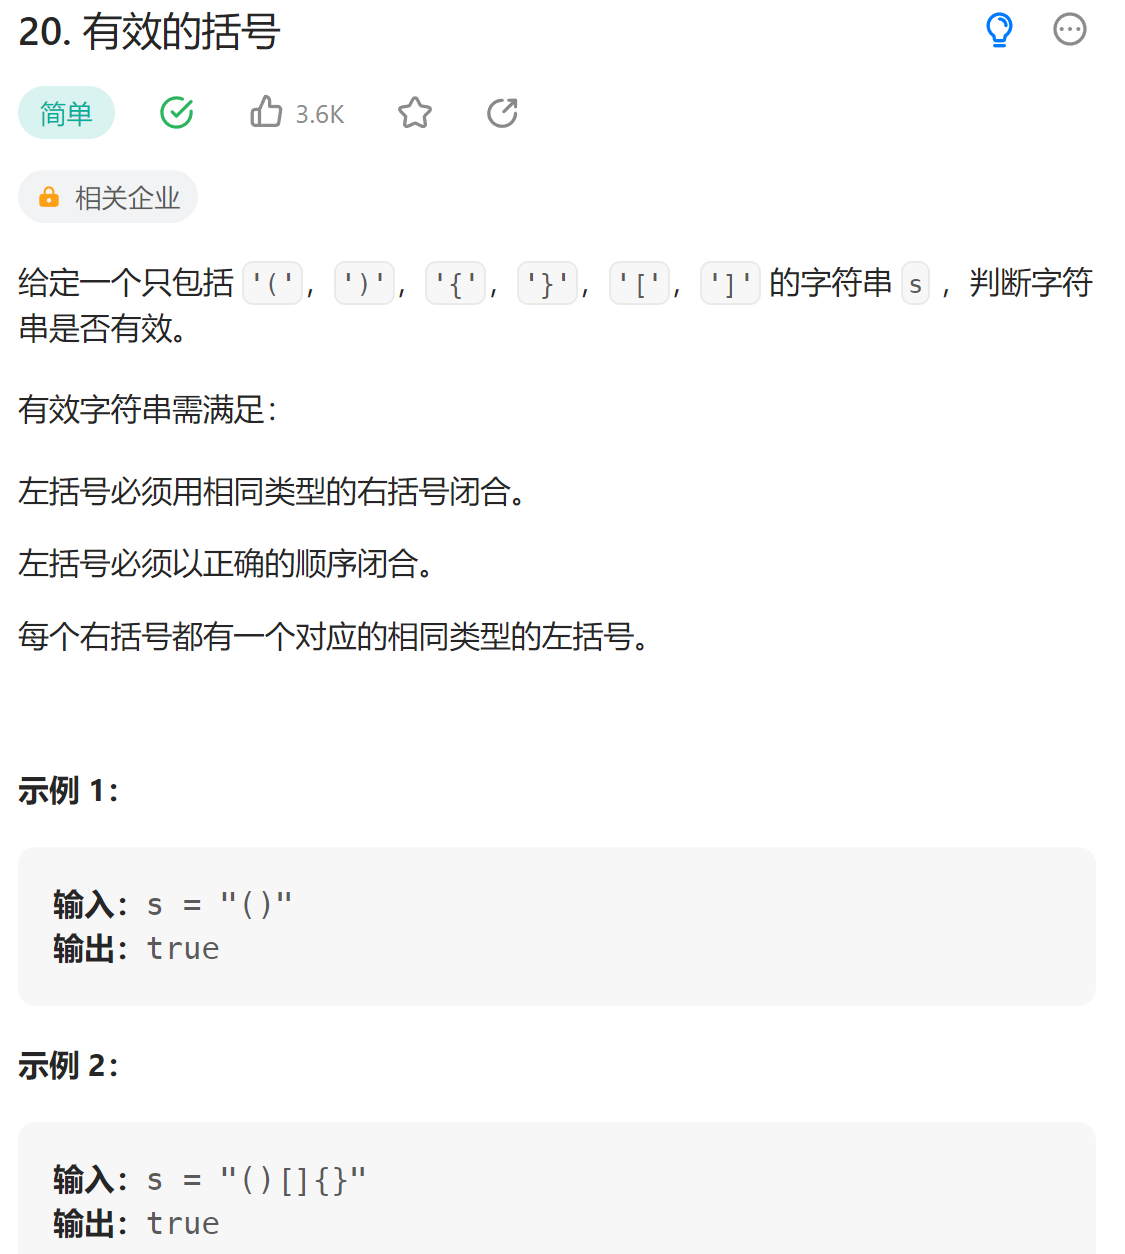 20. 有效的括号
简单 3.6K
相关企业
给定一个只包括 '(', ')', '{', '}', '[', ']' 的字符串 s ，判断字符
串是否有效。
有效字符串需满足：
左括号必须用相同类型的右括号闭合。
左括号必须以正确的顺序闭合。
每个右括号都有一个对应的相同类型的左括号。
示例 1：
输入：s = "()"
输出：true
示例 2：
输入：s = "()[]{}"
输出：true